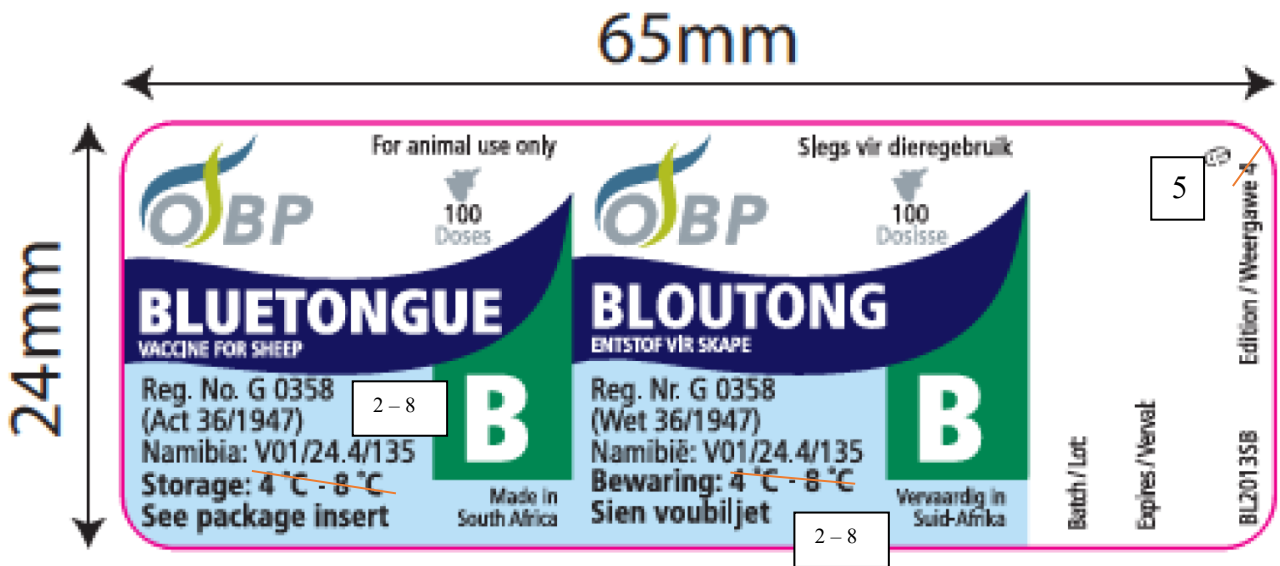 65mm
24mm
For animal use only
OBP
100
Doses
BLUETONGUE
VACCINE FOR SHEEP
Reg. No. G 0358
(Act 36/1947)
Namibia: V01/24.4/135
Storage: 4 °C - 8 °C
See package insert
2 – 8
B
Made in
South Africa
Slegs vir dieregebruik
OBP
100
Dosisse
BLOUTONG
ENTSTOF VIR SKAPE
Reg. Nr. G 0358
(Wet 36/1947)
Namibië: V01/24.4/135
Bewaring: 4 °C - 8 °C
Sien voubiljet
2 – 8
B
Vervaardig in
Suid-Afrika
Batch / Lot:
Expires / Verval:
5
Edition / Weergawe 4
BL2013SB